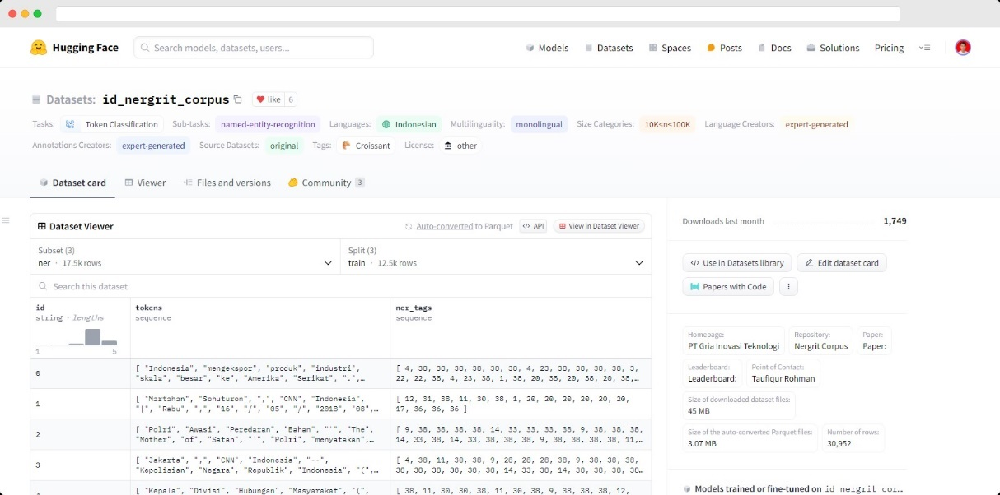 Hugging Face
Search models, datasets, users...
Models
Datasets
Spaces
Posts
Docs
Solutions
Pricing
Datasets: id_nergrit_corpus
like 6
Tasks: Token Classification Sub-tasks: named-entity-recognition Languages: Indonesian Multilinguality: monolingual Size Categories: 10K<n<100K Language Creators: expert-generated
Annotations Creators: expert-generated Source Datasets: original Tags: Croissant License: other
Dataset card
Viewer
Files and versions
Community 3
Dataset Viewer
Auto-converted to Parquet
API
View in Dataset Viewer
Subset (3)
ner · 17.5k rows
Split (3)
train · 12.5k rows
Search this dataset
id
string · lengths
1 5
tokens
sequence
ner_tags
sequence
0
[ "Indonesia", "mengekspor", "produk", "industri",
"skala", "besar", "ke", "Amerika", "Serikat", ".",…
[ 4, 38, 38, 38, 38, 38, 38, 4, 23, 38, 38, 38, 38, 3,
22, 22, 38, 4, 23, 38, 1, 38, 20, 38, 20, 38, 20, 38,…
1
[ "Martahan", "Sohuturon", ",", "CNN", "Indonesia",
"|", "Rabu", ",", "16", "/", "05", "/", "2018", "08",…
[ 12, 31, 38, 11, 30, 38, 1, 20, 20, 20, 20, 20, 20,
17, 36, 36, 36 ]
2
[ "Polri", "Awasi", "Peredaran", "Bahan", "'", "The",
"Mother", "of", "Satan", "'", "Polri", "menyatakan",…
[ 9, 38, 38, 38, 38, 14, 33, 33, 33, 38, 9, 38, 38, 38,
14, 33, 38, 14, 33, 38, 38, 38, 9, 38, 38, 38, 38, 11,…
3
[ "Jakarta", ",", "CNN", "Indonesia", "--",
"Kepolisian", "Negara", "Republik", "Indonesia", "(",…
[ 4, 38, 11, 30, 38, 9, 28, 28, 28, 38, 9, 38, 38, 38,
38, 38, 38, 38, 38, 38, 14, 33, 38, 14, 38, 38, 38, 38…
[ "Kepala", "Divisi", "Hubungan", "Masyarakat", "(",
[ 38, 11, 30, 30, 38, 11, 30, 38, 9, 38, 38, 38, 12,
Downloads last month
1,749
Use in Datasets library
Edit dataset card
Papers with Code
Homepage:
PT Gria Inovasi Teknologi
Repository:
Nergrit Corpus
Paper:
Paper:
Leaderboard:
Leaderboard:
Point of Contact:
Taufiqur Rohman
Size of downloaded dataset files:
45 MB
Size of the auto-converted Parquet files:
3.07 MB
Number of rows:
30,952
Models trained or fine-tuned on id_nergrit_cor…